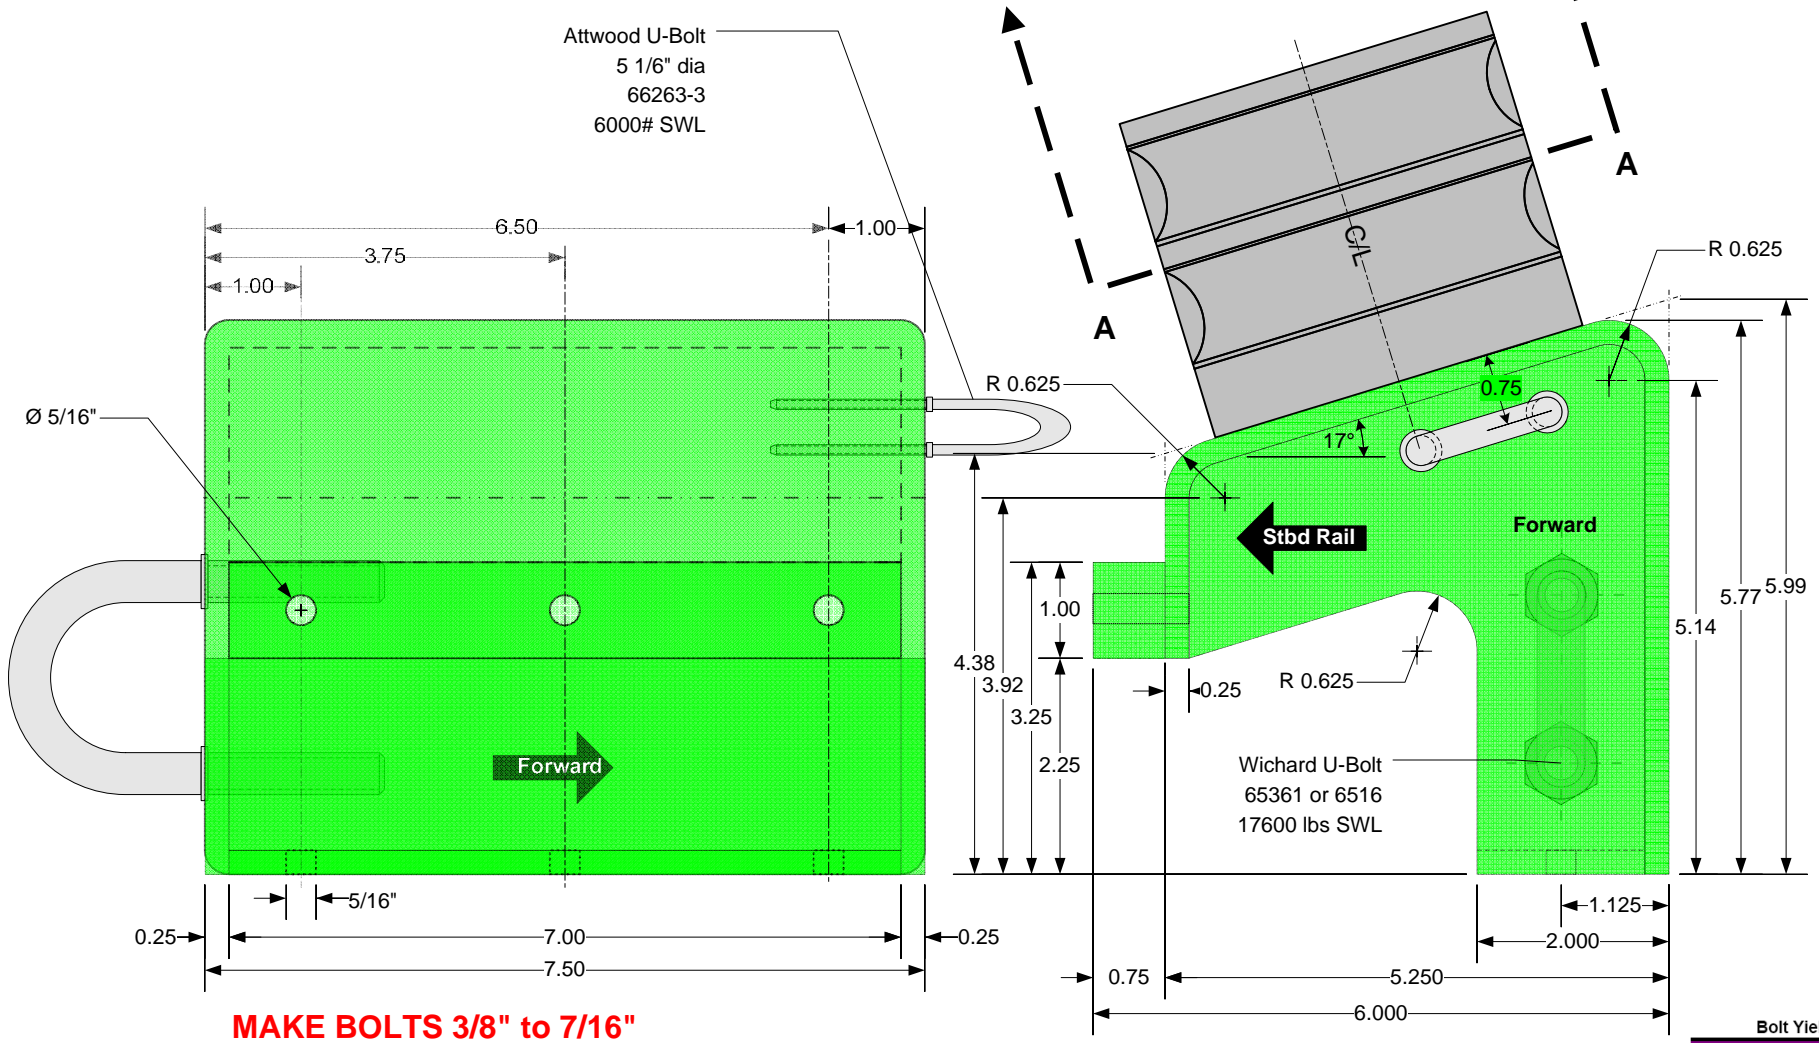 Attwood U-Bolt
5 1/6" dia
66263-3
6000# SWL
6.50
1.00
3.75
1.00
Ø 5/16"
Forward
5/16"
0.25
7.00
0.25
7.50
MAKE BOLTS 3/8" to 7/16"
A
A
C/L
R 0.625
R 0.625
0.75
17°
Stbd Rail
Forward
1.00
4.38
3.92
3.25
2.25
0.25
R 0.625
5.14
5.77
5.99
Wichard U-Bolt
65361 or 6516
17600 lbs SWL
1.125
2.000
0.75
5.250
6.000
Bolt Yie